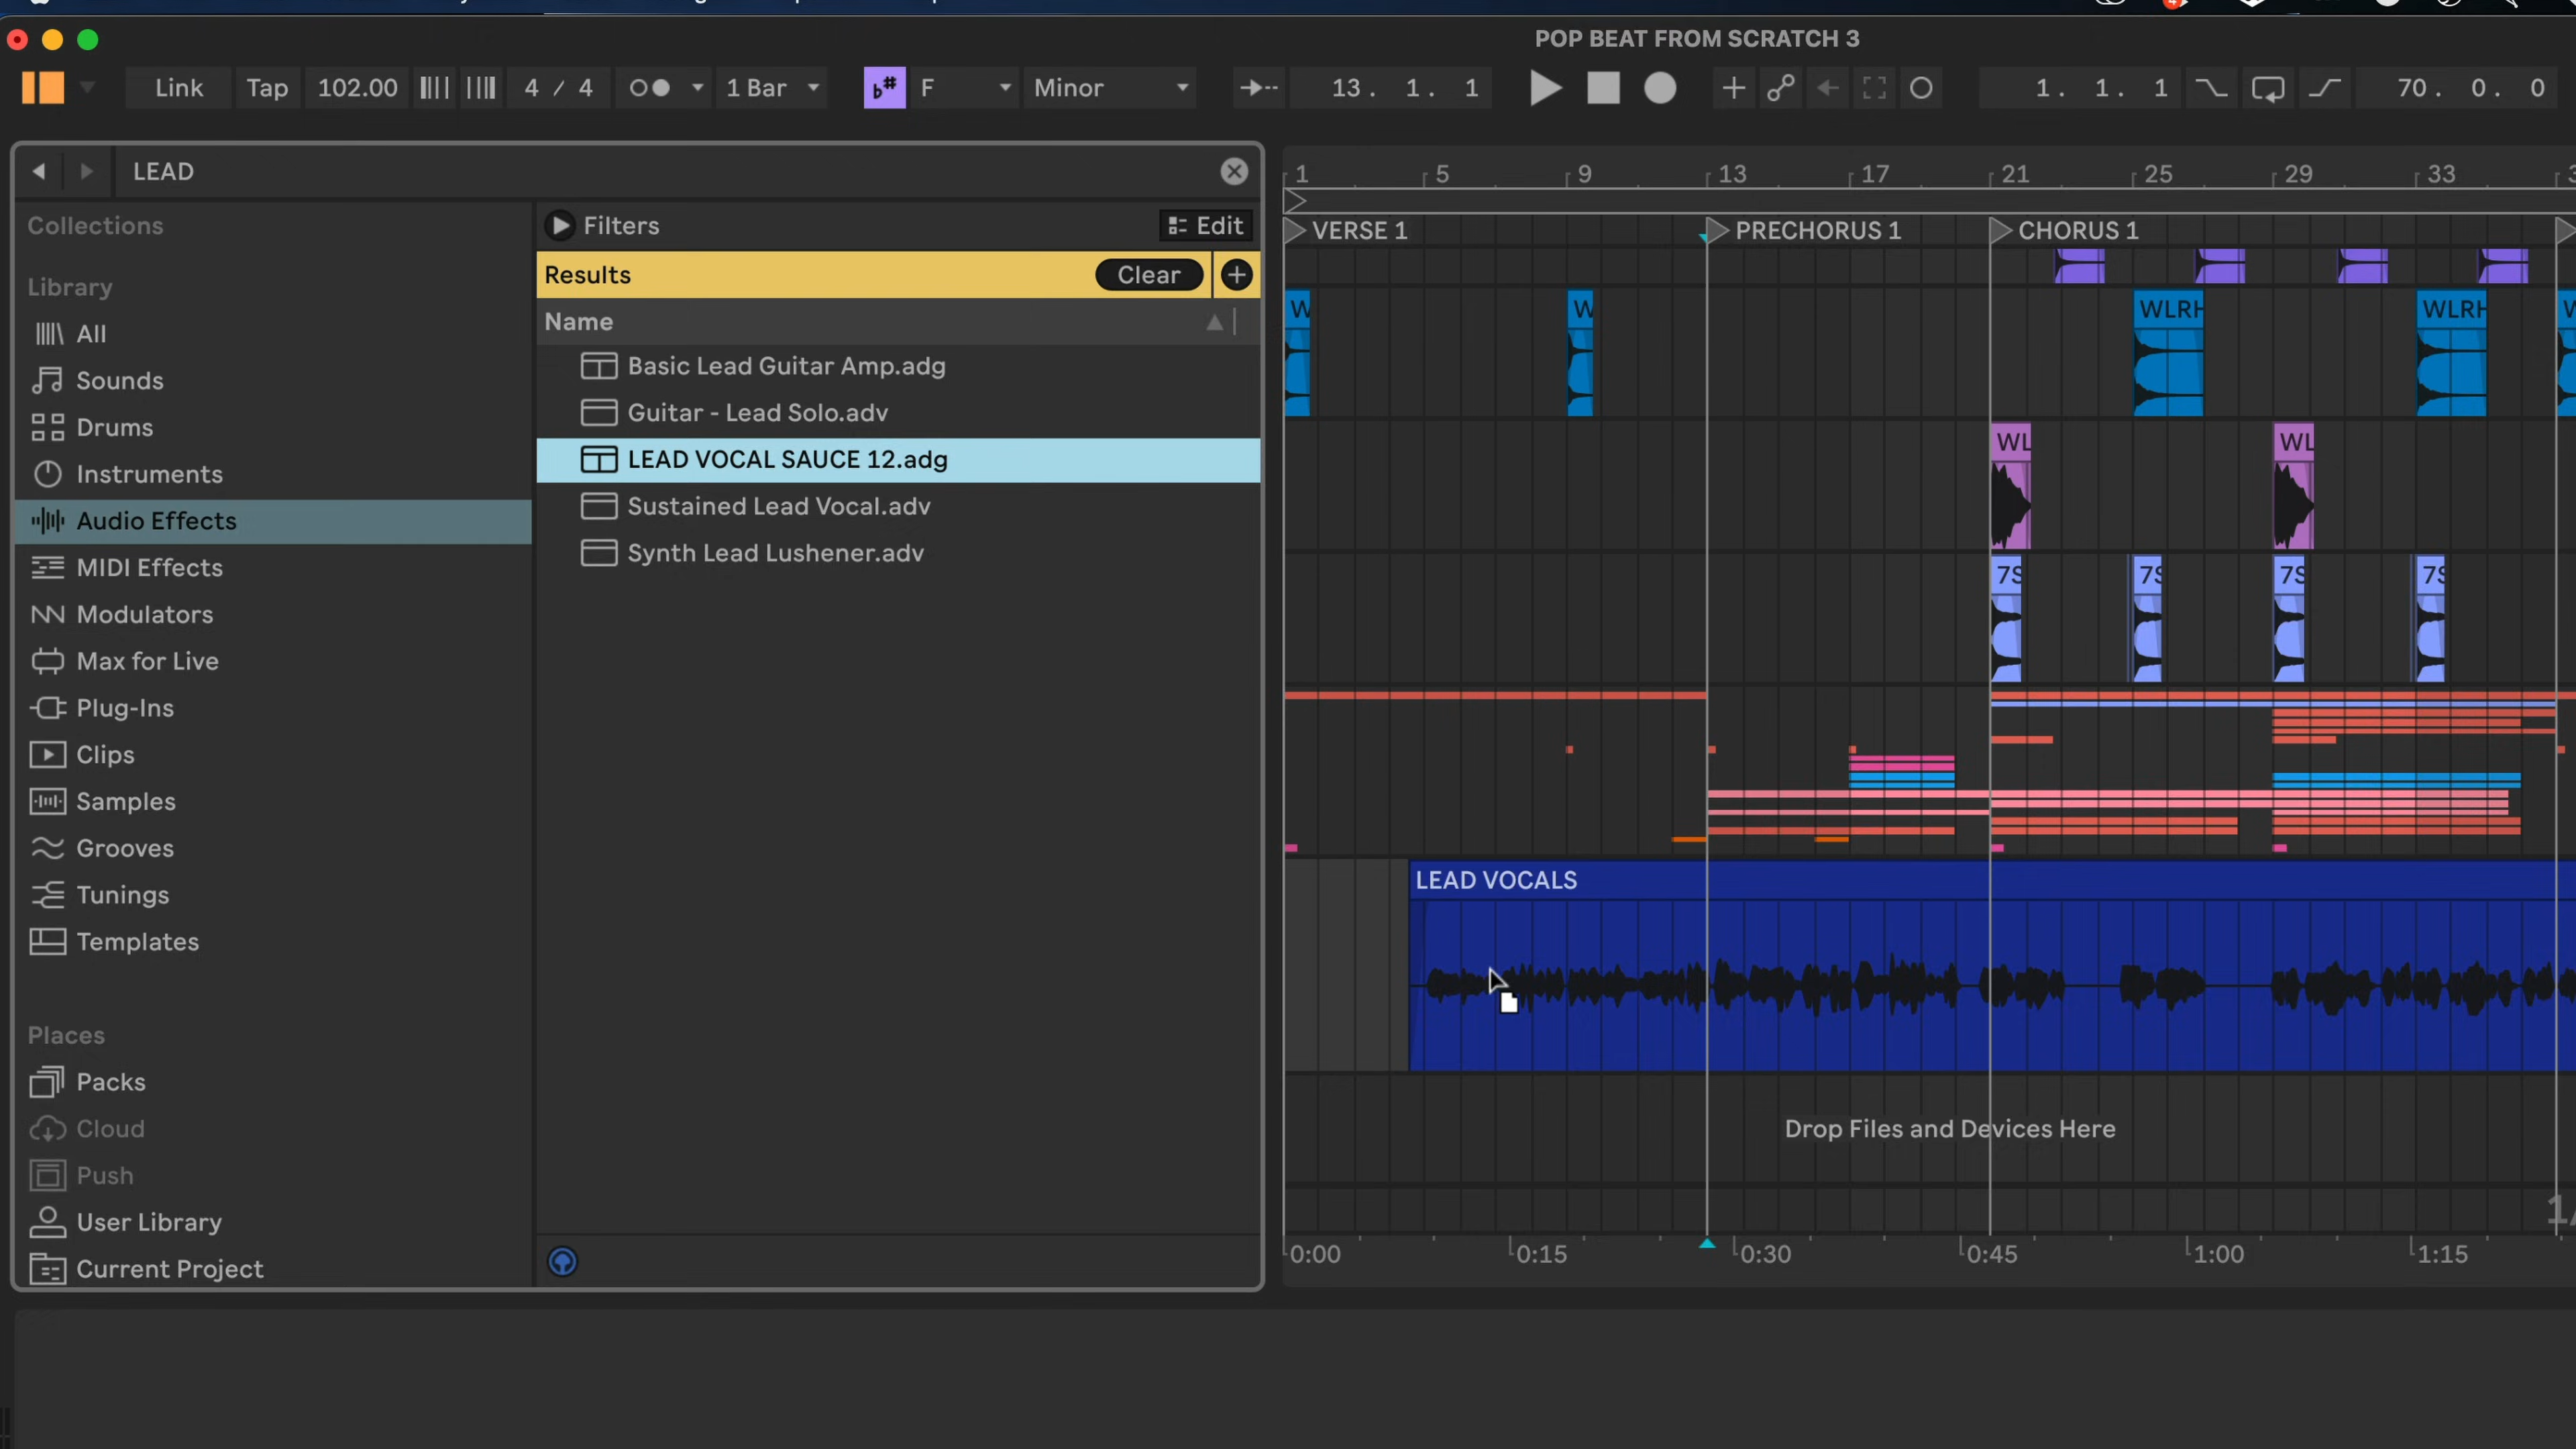 POP BEAT FROM SCRATCH 3
Link Tap 102.00 4 / 4 1 Bar F Minor 13. 1. 1 1. 1. 1 70. 0. 0
LEAD
Collections
Library
All
Sounds
Drums
Instruments
Audio Effects
MIDI Effects
Modulators
Max for Live
Plug-Ins
Clips
Samples
Grooves
Tunings
Templates
Places
Packs
Cloud
Push
User Library
Current Project
Filters Edit
Results Clear
Name
Basic Lead Guitar Amp.adg
Guitar - Lead Solo.adv
LEAD VOCAL SAUCE 12.adg
Sustained Lead Vocal.adv
Synth Lead Lushener.adv
1 5 9 13 17 21 25 29 33
VERSE 1 PRECHORUS 1 CHORUS 1
W W WLRH WLRH
WL WL
7S 7S 7S 7S
LEAD VOCALS
Drop Files and Devices Here
0:00 0:15 0:30 0:45 1:00 1:15